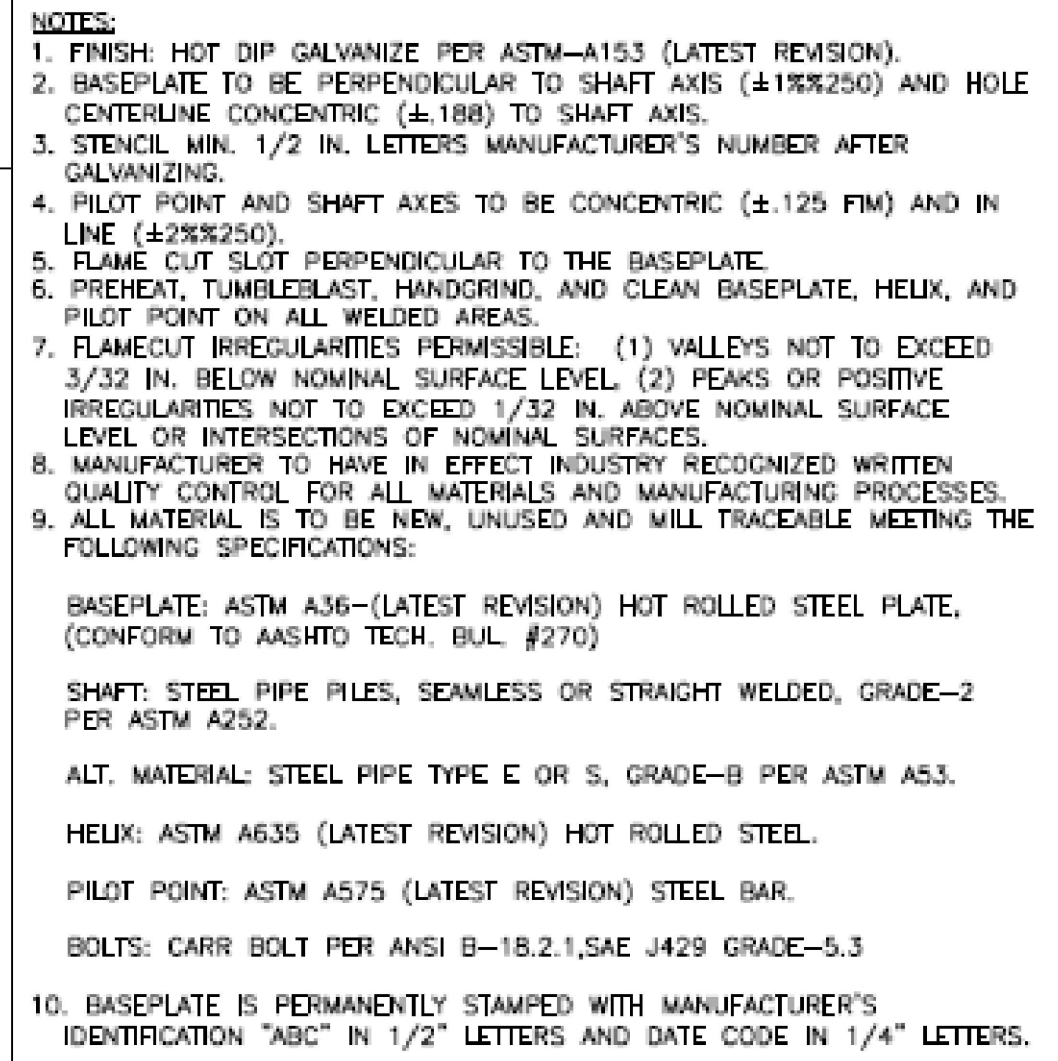 NOTES:
1. FINISH: HOT DIP GALVANIZE PER ASTM-A153 (LATEST REVISION).
2. BASEPLATE TO BE PERPENDICULAR TO SHAFT AXIS (±1%%250) AND HOLE
CENTERLINE CONCENTRIC (±.188) TO SHAFT AXIS.
3. STENCIL MIN. 1/2 IN. LETTERS MANUFACTURER'S NUMBER AFTER
GALVANIZING.
4. PILOT POINT AND SHAFT AXES TO BE CONCENTRIC (±.125 FIM) AND IN
LINE (±2%%250).
5. FLAME CUT SLOT PERPENDICULAR TO THE BASEPLATE.
6. PREHEAT, TUMBLEBLAST, HANDGRIND, AND CLEAN BASEPLATE, HELIX, AND
PILOT POINT ON ALL WELDED AREAS.
7. FLAMECUT IRREGULARITIES PERMISSIBLE: (1) VALLEYS NOT TO EXCEED
3/32 IN. BELOW NOMINAL SURFACE LEVEL, (2) PEAKS OR POSITIVE
IRREGULARITIES NOT TO EXCEED 1/32 IN. ABOVE NOMINAL SURFACE
LEVEL OR INTERSECTIONS OF NOMINAL SURFACES.
8. MANUFACTURER TO HAVE IN EFFECT INDUSTRY RECOGNIZED WRITTEN
QUALITY CONTROL FOR ALL MATERIALS AND MANUFACTURING PROCESSES.
9. ALL MATERIAL IS TO BE NEW, UNUSED AND MILL TRACEABLE MEETING THE
FOLLOWING SPECIFICATIONS:
BASEPLATE: ASTM A36-(LATEST REVISION) HOT ROLLED STEEL PLATE,
(CONFORM TO AASHTO TECH. BUL. #270)
SHAFT: STEEL PIPE PILES, SEAMLESS OR STRAIGHT WELDED, GRADE-2
PER ASTM A252.
ALT. MATERIAL: STEEL PIPE TYPE E OR S, GRADE-B PER ASTM A53.
HELIX: ASTM A635 (LATEST REVISION) HOT ROLLED STEEL.
PILOT POINT: ASTM A575 (LATEST REVISION) STEEL BAR.
BOLTS: CARR BOLT PER ANSI B-18.2.1,SAE J429 GRADE-5.3
10. BASEPLATE IS PERMANENTLY STAMPED WITH MANUFACTURER'S
IDENTIFICATION "ABC" IN 1/2" LETTERS AND DATE CODE IN 1/4" LETTERS.